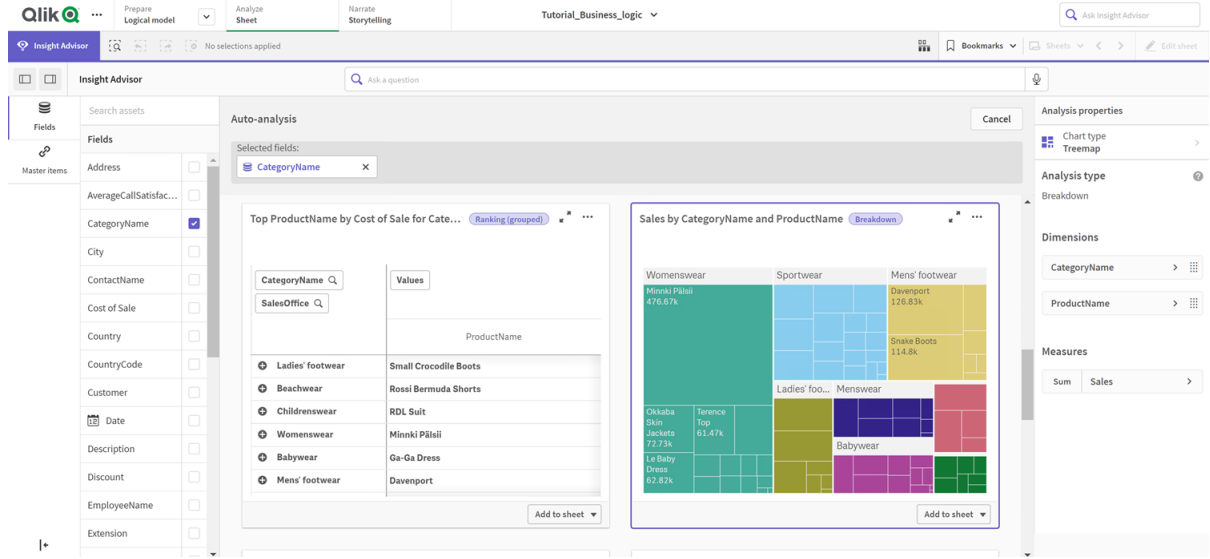 Qlik
Prepare
Logical model
Analyze
Sheet
Narrate
Storytelling
Tutorial_Business_logic
Ask Insight Advisor
Insight Advisor
No selections applied
Bookmarks
Sheets
Edit sheet
Insight Advisor
Ask a question
Fields
Master items
Search assets
Fields
Address
AverageCallSatisfac...
CategoryName
City
ContactName
Cost of Sale
Country
CountryCode
Customer
Date
Description
Discount
EmployeeName
Extension
Auto-analysis
Cancel
Selected fields:
CategoryName
Top ProductName by Cost of Sale for Cate... Ranking (grouped)
CategoryName
Values
SalesOffice
ProductName
Ladies' footwear Small Crocodile Boots
Beachwear Rossi Bermuda Shorts
Childrenswear RDL Suit
Womenswear Minnki Pälsii
Babywear Ga-Ga Dress
Mens' footwear Davenport
Add to sheet
Sales by CategoryName and ProductName Breakdown
Womenswear
Minnki Pälsii
476.67k
Okkaba
Skin
Jackets
72.73k
Terence
Top
61.47k
Le Baby
Dress
62.82k
Sportwear
Mens' footwear
Davenport
126.83k
Snake Boots
114.8k
Ladies' foo...
Menswear
Babywear
Add to sheet
Analysis properties
Chart type
Treemap
Analysis type
Breakdown
Dimensions
CategoryName
ProductName
Measures
Sum Sales